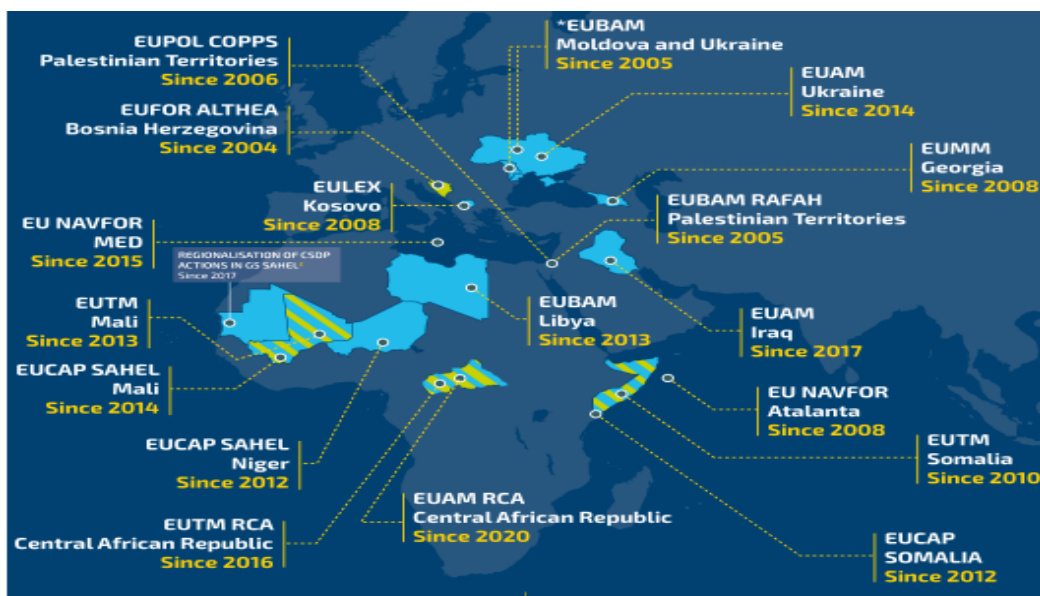 EUPOL COPPS
Palestinian Territories
Since 2006
EUFOR ALTHEA
Bosnia Herzegovina
Since 2004
EULEX
Kosovo
Since 2008
EU NAVFOR
MED
Since 2015
REGIONALISATION OF CSDP
ACTIONS IN G5 SAHEL²
Since 2017
EUTM
Mali
Since 2013
EUCAP SAHEL
Mali
Since 2014
EUCAP SAHEL
Niger
Since 2012
EUTM RCA
Central African Republic
Since 2016
EUAM RCA
Central African Republic
Since 2020
*EUBAM
Moldova and Ukraine
Since 2005
EUAM
Ukraine
Since 2014
EUMM
Georgia
Since 2008
EUBAM RAFAH
Palestinian Territories
Since 2005
EUBAM
Libya
Since 2013
EUAM
Iraq
Since 2017
EU NAVFOR
Atalanta
Since 2008
EUTM
Somalia
Since 2010
EUCAP
SOMALIA
Since 2012